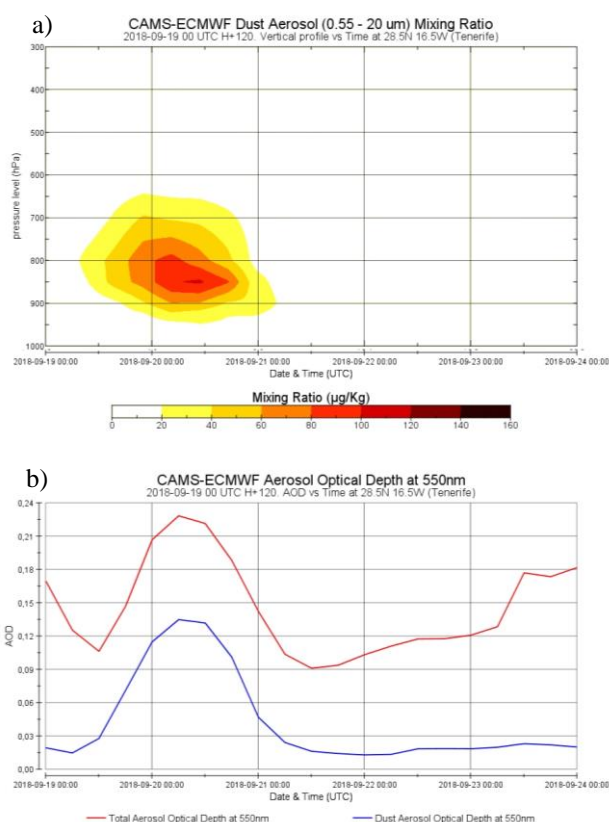 a)
CAMS-ECMWF Dust Aerosol (0.55 - 20 um) Mixing Ratio
2018-09-19 00 UTC H+120. Vertical profile vs Time at 28.5N 16.5W (Tenerife)
300
400
500
600
700
800
900
1000
pressure level (hPa)
2018-09-19 00:00 2018-09-20 00:00 2018-09-21 00:00 2018-09-22 00:00 2018-09-23 00:00 2018-09-24 00:00
Date & Time (UTC)
Mixing Ratio (µg/Kg)
0 20 40 60 80 100 120 140 160
b)
CAMS-ECMWF Aerosol Optical Depth at 550nm
2018-09-19 00 UTC H+120. AOD vs Time at 28.5N 16.5W (Tenerife)
0,24
0,21
0,18
0,15
0,12
0,09
0,06
0,03
0,00
AOD
2018-09-19 00:00 2018-09-20 00:00 2018-09-21 00:00 2018-09-22 00:00 2018-09-23 00:00 2018-09-24 00:00
Date & Time (UTC)
Total Aerosol Optical Depth at 550nm Dust Aerosol Optical Depth at 550nm